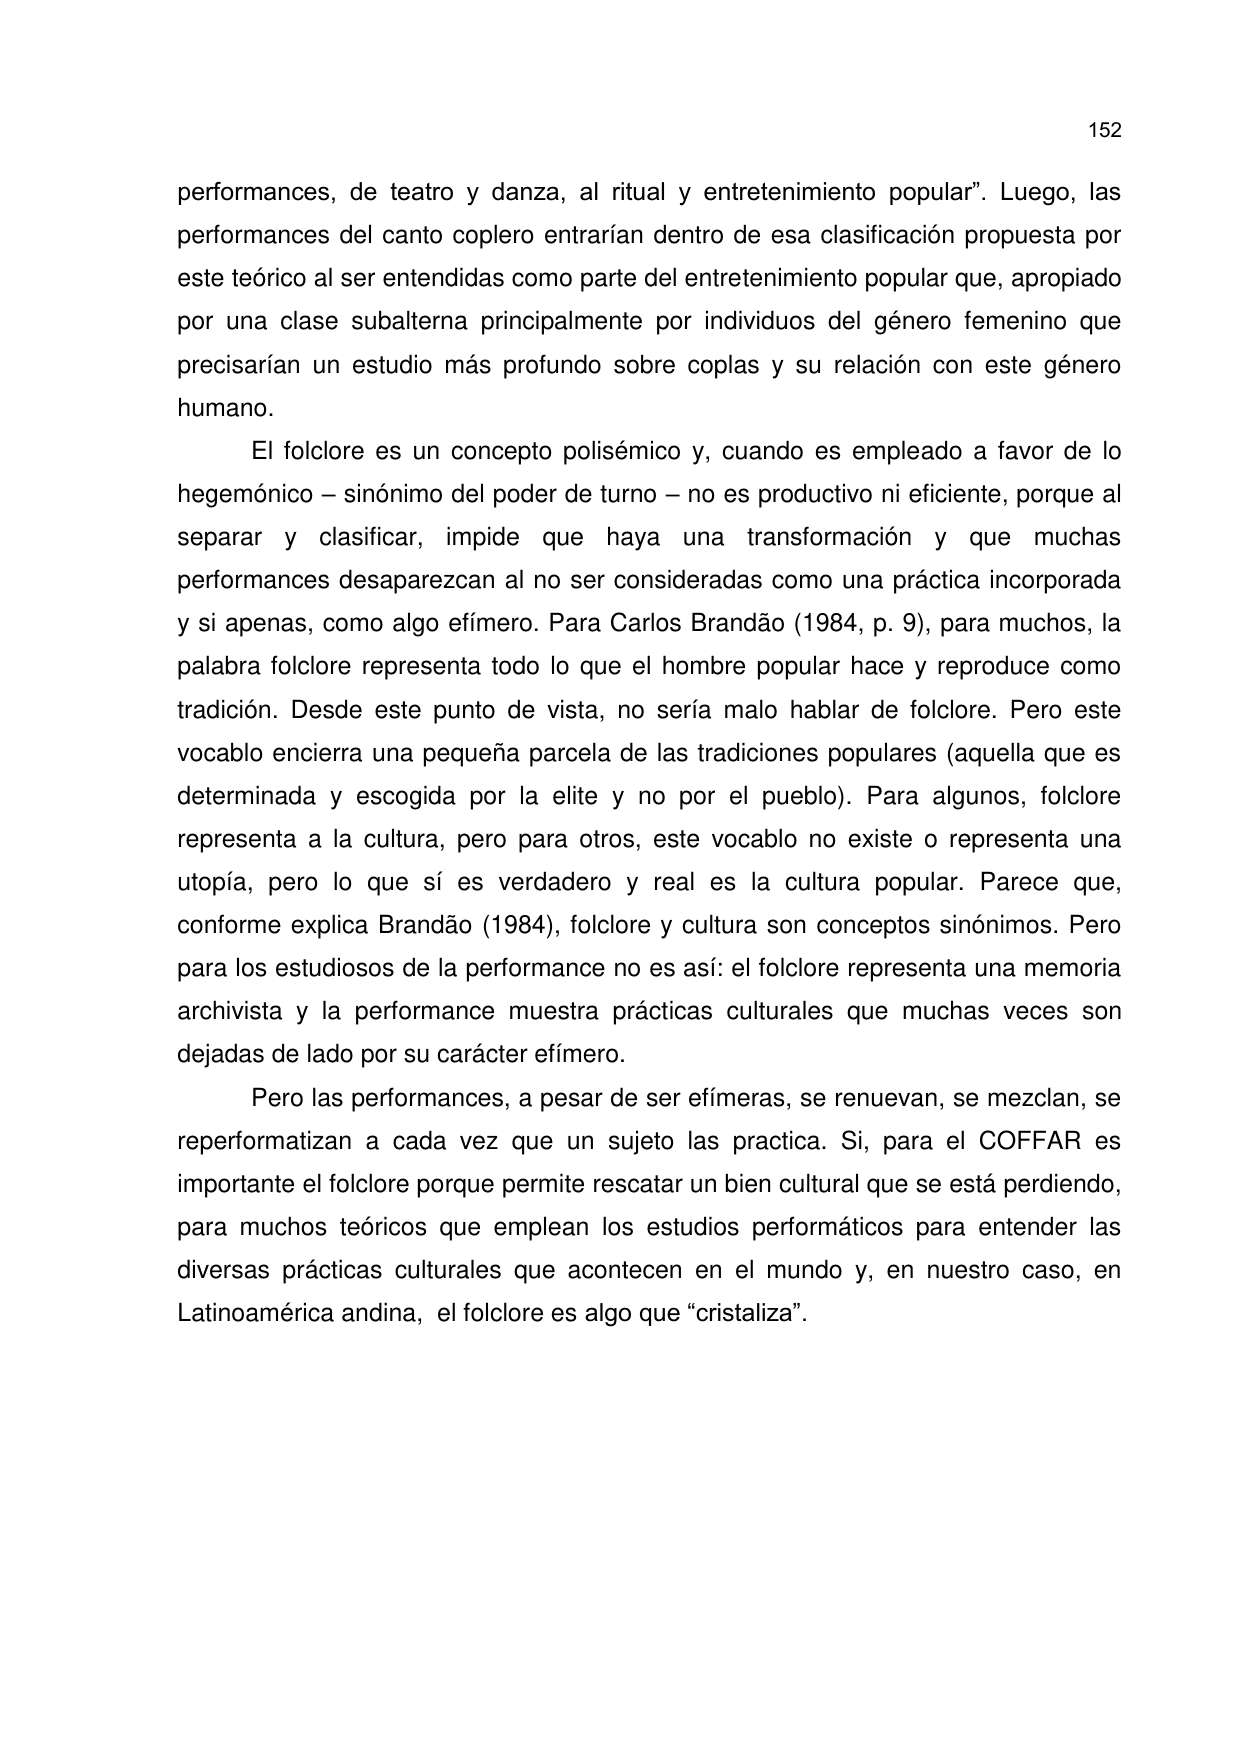 152
performances, de teatro y danza, al ritual y entretenimiento popular”. Luego, las
performances del canto coplero entrarían dentro de esa clasificación propuesta por
este teórico al ser entendidas como parte del entretenimiento popular que, apropiado
por una clase subalterna principalmente por individuos del género femenino que
precisarían un estudio más profundo sobre coplas y su relación con este género
humano.
El folclore es un concepto polisémico y, cuando es empleado a favor de lo
hegemónico – sinónimo del poder de turno – no es productivo ni eficiente, porque al
separar y clasificar, impide que haya una transformación y que muchas
performances desaparezcan al no ser consideradas como una práctica incorporada
y si apenas, como algo efímero. Para Carlos Brandão (1984, p. 9), para muchos, la
palabra folclore representa todo lo que el hombre popular hace y reproduce como
tradición. Desde este punto de vista, no sería malo hablar de folclore. Pero este
vocablo encierra una pequeña parcela de las tradiciones populares (aquella que es
determinada y escogida por la elite y no por el pueblo). Para algunos, folclore
representa a la cultura, pero para otros, este vocablo no existe o representa una
utopía, pero lo que sí es verdadero y real es la cultura popular. Parece que,
conforme explica Brandão (1984), folclore y cultura son conceptos sinónimos. Pero
para los estudiosos de la performance no es así: el folclore representa una memoria
archivista y la performance muestra prácticas culturales que muchas veces son
dejadas de lado por su carácter efímero.
Pero las performances, a pesar de ser efímeras, se renuevan, se mezclan, se
reperformatizan a cada vez que un sujeto las practica. Si, para el COFFAR es
importante el folclore porque permite rescatar un bien cultural que se está perdiendo,
para muchos teóricos que emplean los estudios performáticos para entender las
diversas prácticas culturales que acontecen en el mundo y, en nuestro caso, en
Latinoamérica andina,  el folclore es algo que “cristaliza”.